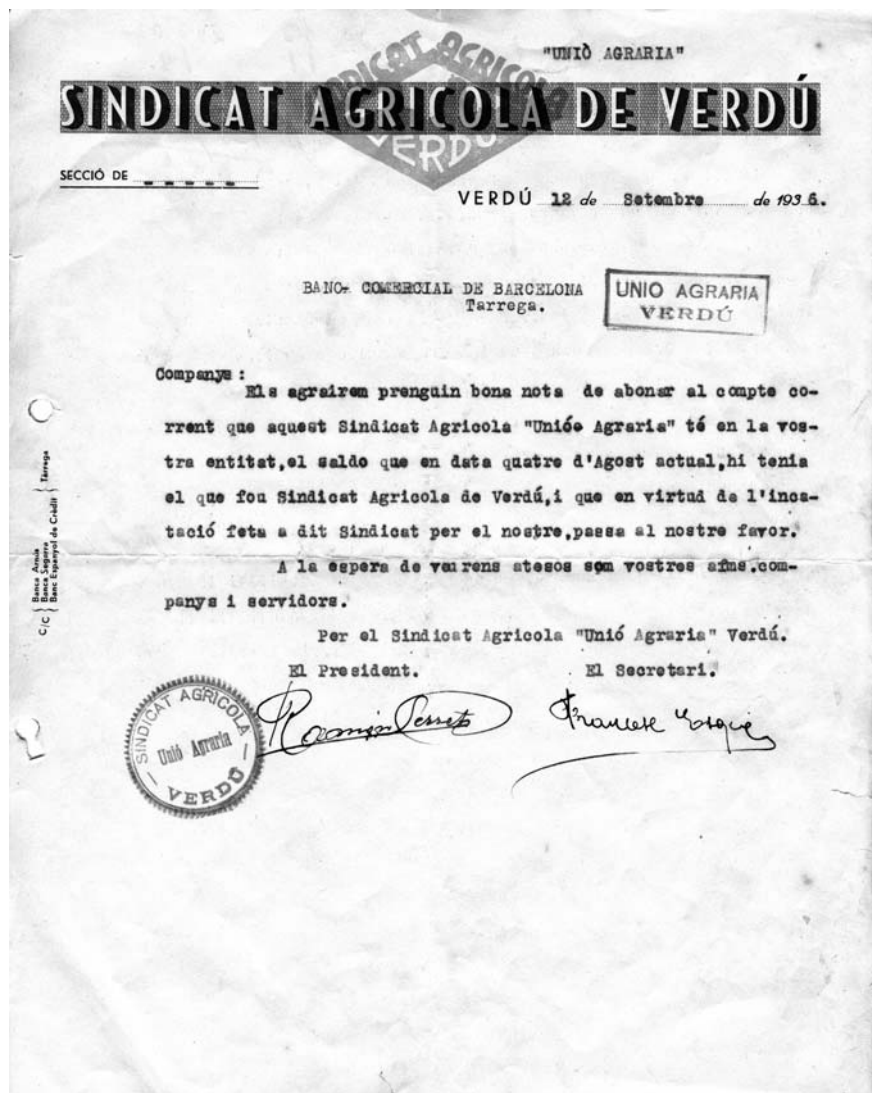 "UNIÒ AGRARIA"
SINDICAT AGRICOLA
VERDÚ
SINDICAT AGRICOLA DE VERDÚ
SECCIÓ DE -----
VERDÚ 12 de Setembre de 1936.
BANC- COMERCIAL DE BARCELONA
Tarrega.
UNIO AGRARIA
VERDÚ
Companys:
Els agrairem prenguin bona nota de abonar al compte co-
rrent que aquest Sindicat Agricola "Unió Agraria" té en la vos-
tra entitat,el saldo que en data quatre d'Agost actual,hi tenia
el que fou Sindicat Agricola de Verdú,i que en virtud de l'inca-
tació feta a dit Sindicat per el nostre,passa al nostre favor.
A la espera de veurens atesos som vostres afms.com-
panys i servidors.
Per el Sindicat Agricola "Unió Agraria" Verdú.
El President. El Secretari.
Ramón Francesc
SINDICAT AGRICOLA
Unió Agraria
- VERDÚ -
C/C
Banca Arnús
Banca Segarra
Banc Espanyol de Crèdit
Tàrrega